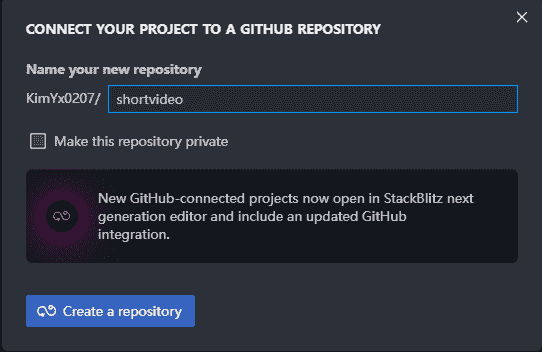 CONNECT YOUR PROJECT TO A GITHUB REPOSITORY
Name your new repository
KimYx0207/ shortvideo
Make this repository private
New GitHub-connected projects now open in StackBlitz next
generation editor and include an updated GitHub
integration.
Create a repository